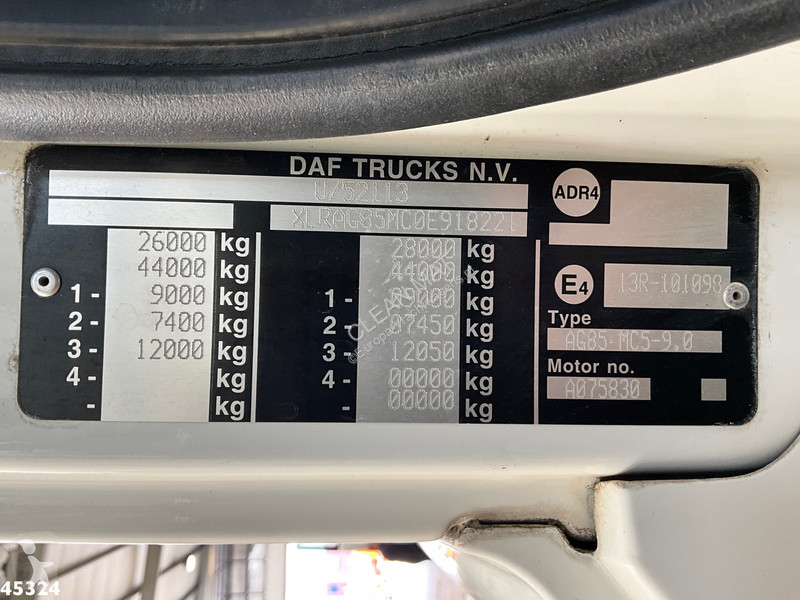 DAF TRUCKS N.V.
U/52113
XLRAG85MC0E918221
26000 kg
44000 kg
1 - 9000 kg
2 - 7400 kg
3 - 12000 kg
4 - kg
- kg
28000 kg
44000 kg
1 - 09000 kg
2 - 07450 kg
3 - 12050 kg
4 - 00000 kg
- 00000 kg
ADR4
E4 13R-101098
Type
AG85-MC5-9.0
Motor no.
A075830
45324